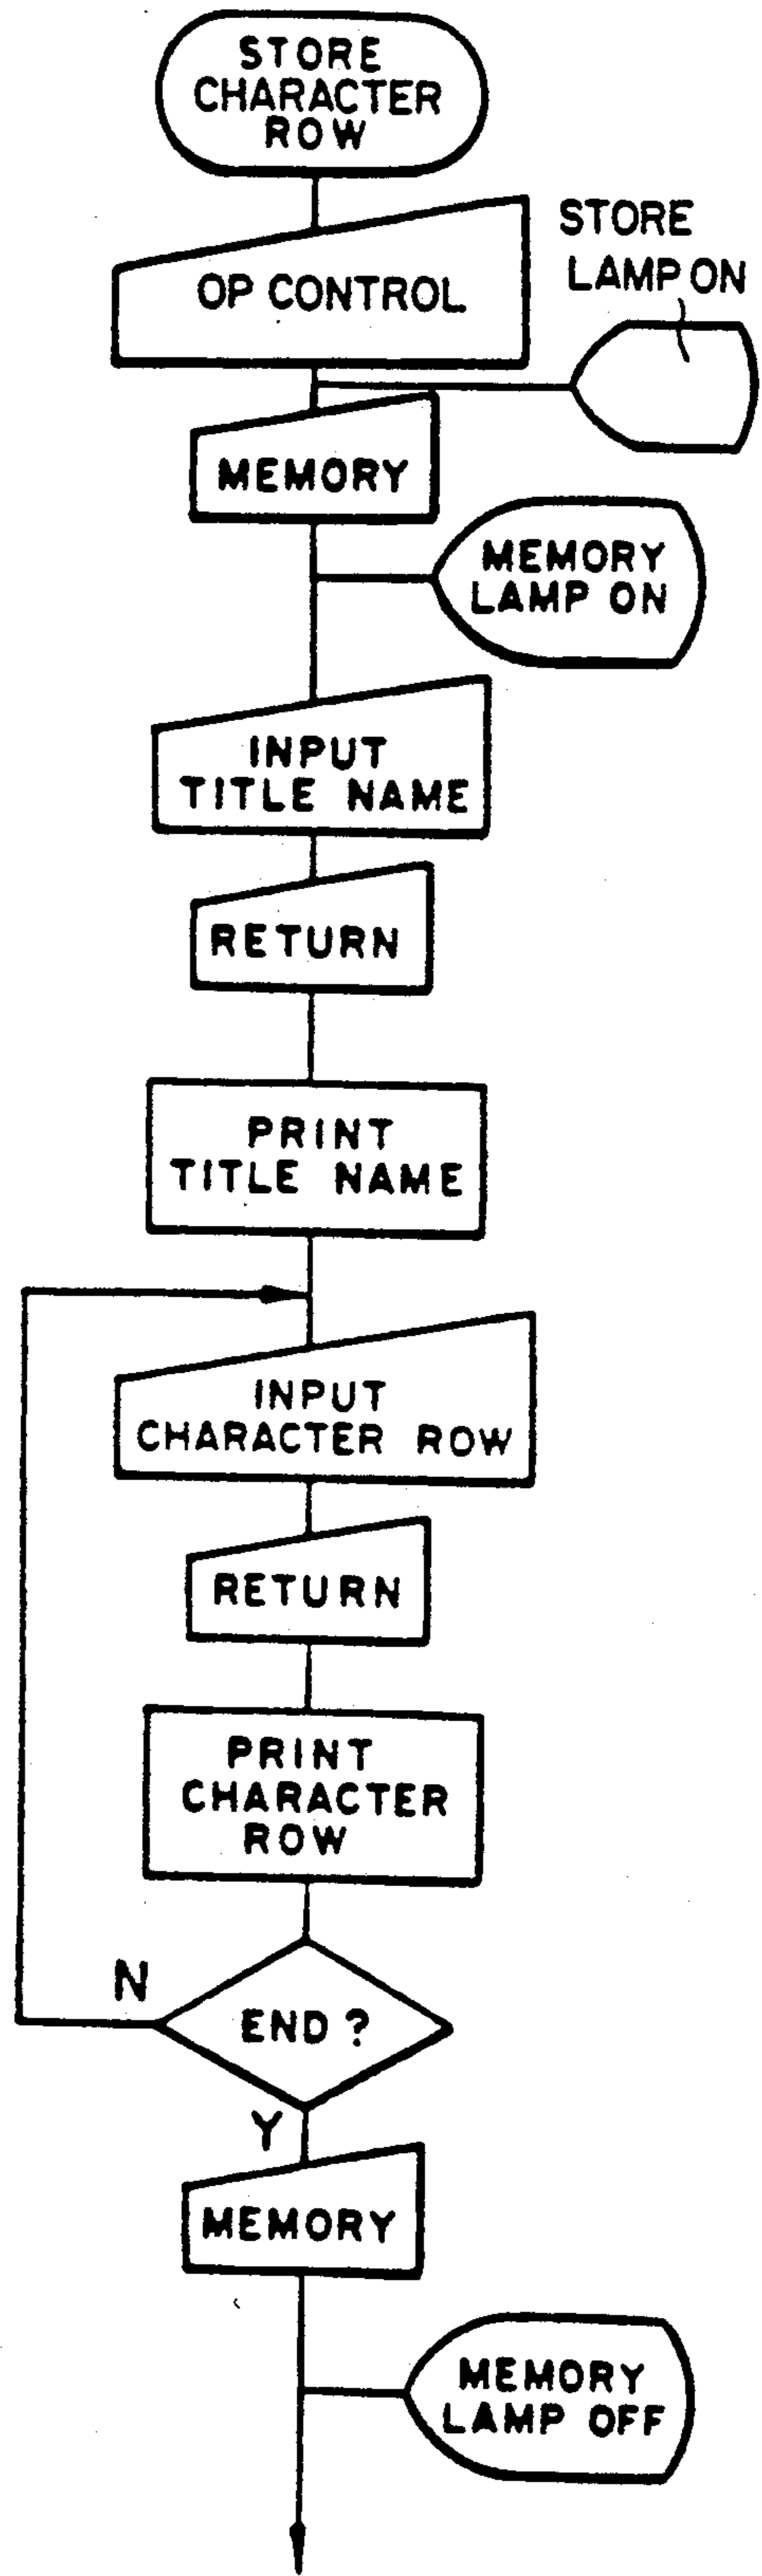 STORE
CHARACTER
ROW
OP CONTROL
STORE
LAMP ON
MEMORY
MEMORY
LAMP ON
INPUT
TITLE NAME
RETURN
PRINT
TITLE NAME
INPUT
CHARACTER ROW
RETURN
PRINT
CHARACTER
ROW
END ?
N
Y
MEMORY
MEMORY
LAMP OFF